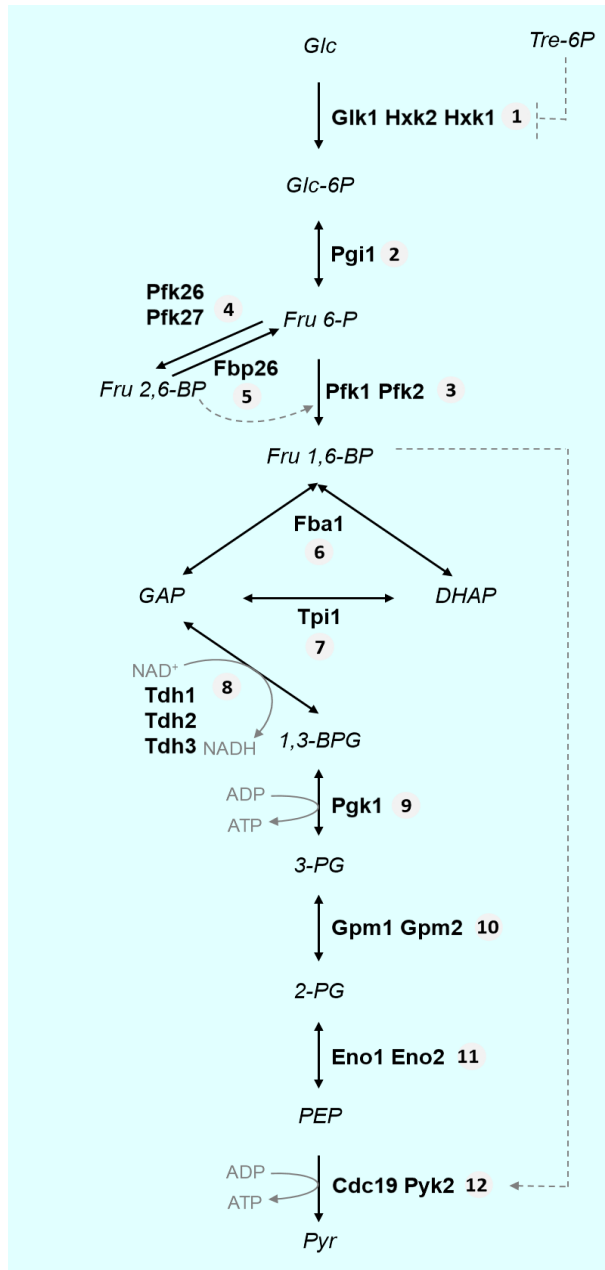 Glc
Tre-6P
Glk1 Hxk2 Hxk1 1
Glc-6P
Pgi1 2
Pfk26
Pfk27
4
Fru 6-P
Fbp26
Fru 2,6-BP
5
Pfk1 Pfk2 3
Fru 1,6-BP
Fba1
6
GAP
DHAP
Tpi1
7
NAD+
8
Tdh1
Tdh2
Tdh3 NADH
1,3-BPG
ADP
Pgk1 9
ATP
3-PG
Gpm1 Gpm2 10
2-PG
Eno1 Eno2 11
PEP
ADP
Cdc19 Pyk2 12
ATP
Pyr